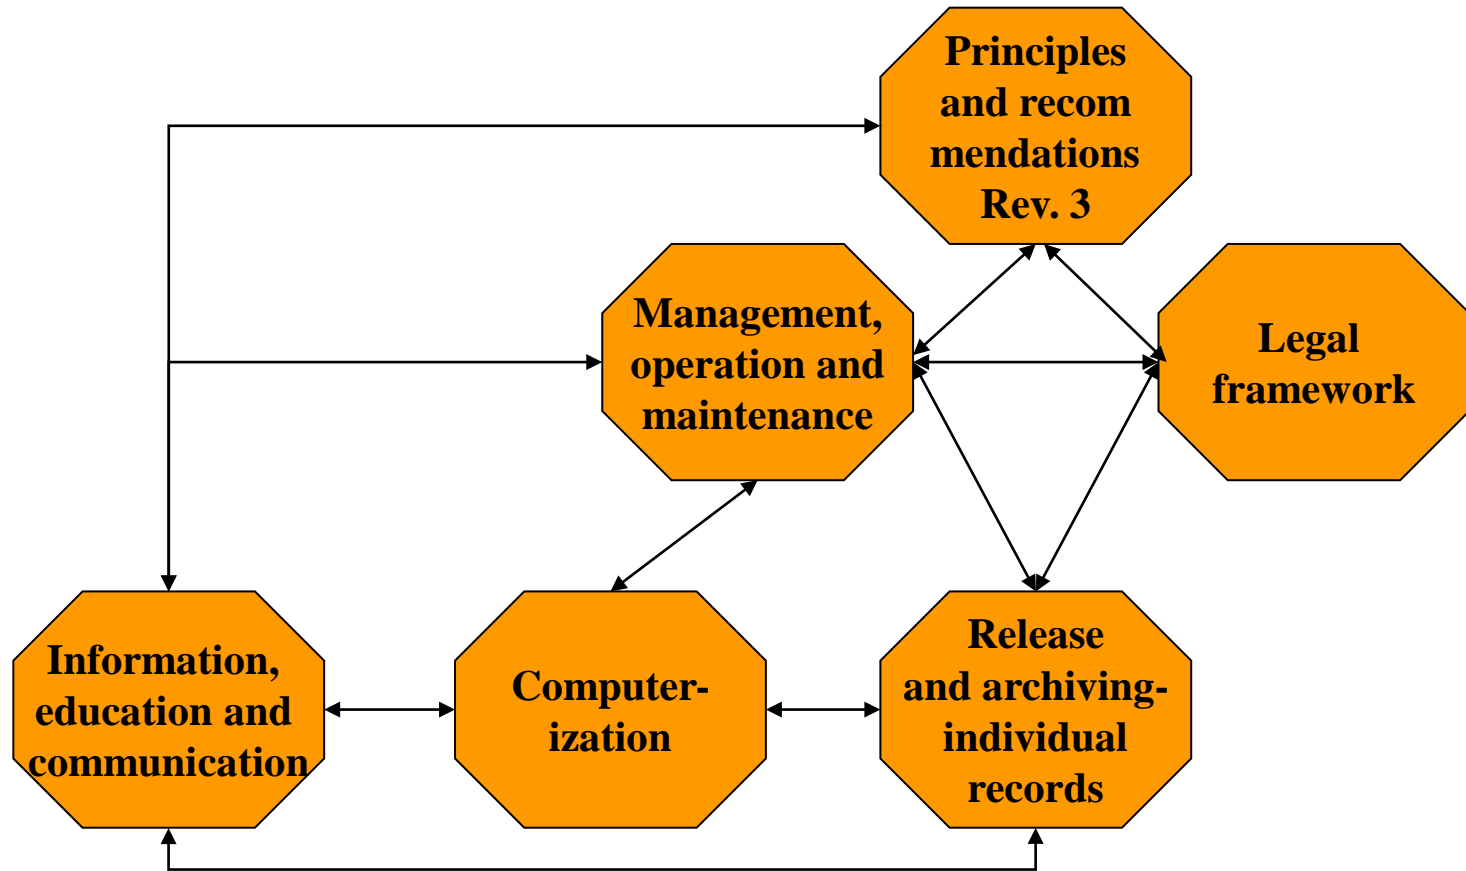 Principles
and recom
mendations
Rev. 3
Management,
operation and
maintenance
Legal
framework
Information,
education and
communication
Computer-
ization
Release
and archiving-
individual
records